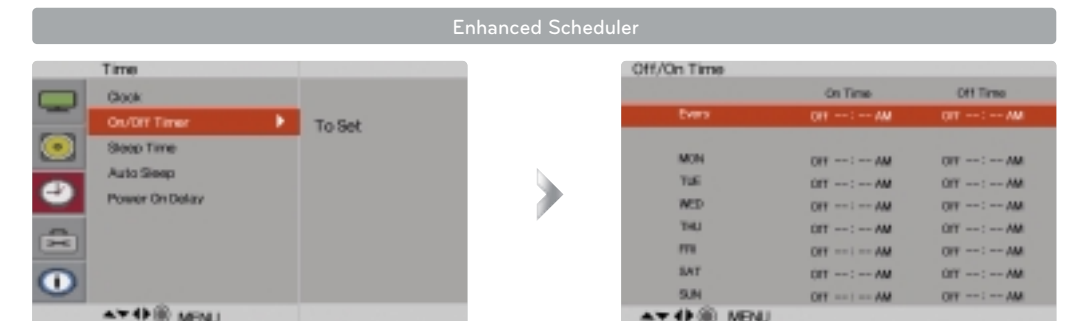 Enhanced Scheduler
Time
Clock
On/Off Timer
To Set
Sleep Time
Auto Sleep
Power On Delay
MENU
Off/On Time
On Time Off Time
Every Off --:-- AM Off --:-- AM
MON Off --:-- AM Off --:-- AM
TUE Off --:-- AM Off --:-- AM
WED Off --:-- AM Off --:-- AM
THU Off --:-- AM Off --:-- AM
FRI Off --:-- AM Off --:-- AM
SAT Off --:-- AM Off --:-- AM
SUN Off --:-- AM Off --:-- AM
MENU